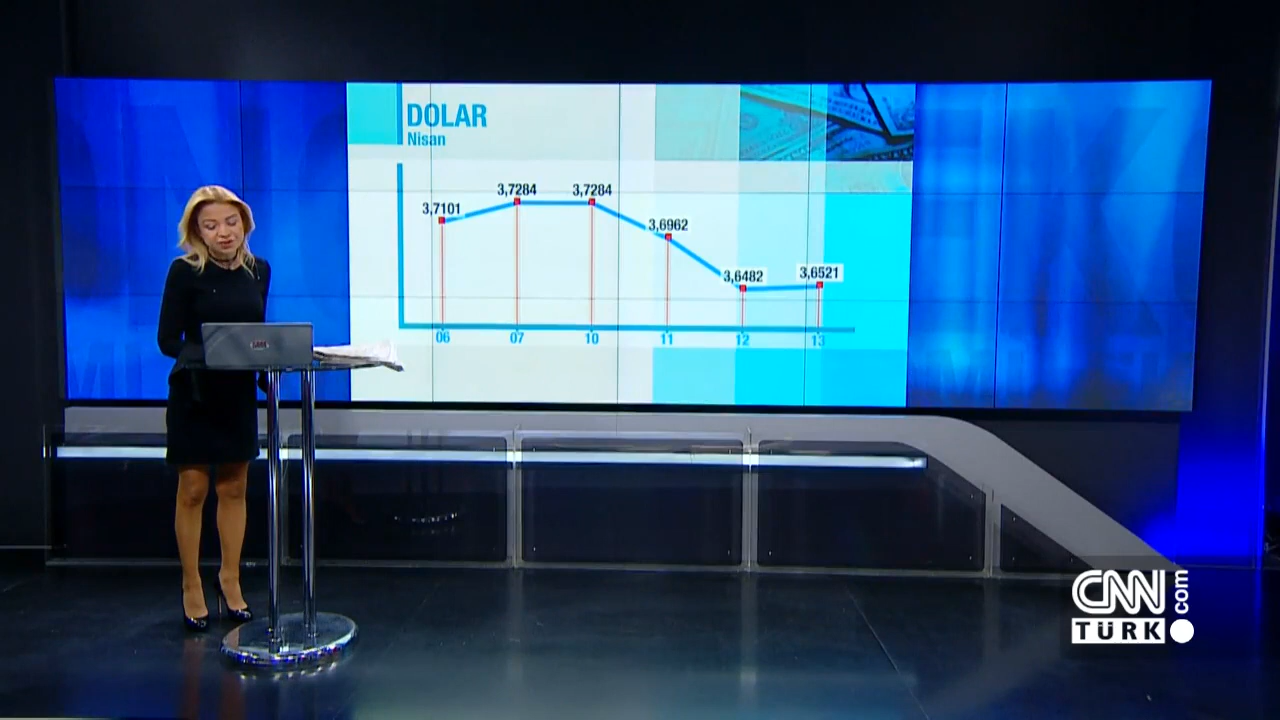 DOLAR
Nisan
3,7101
3,7284
3,7284
3,6962
3,6482
3,6521
06
07
10
11
12
13
CNN
TÜRK
.com